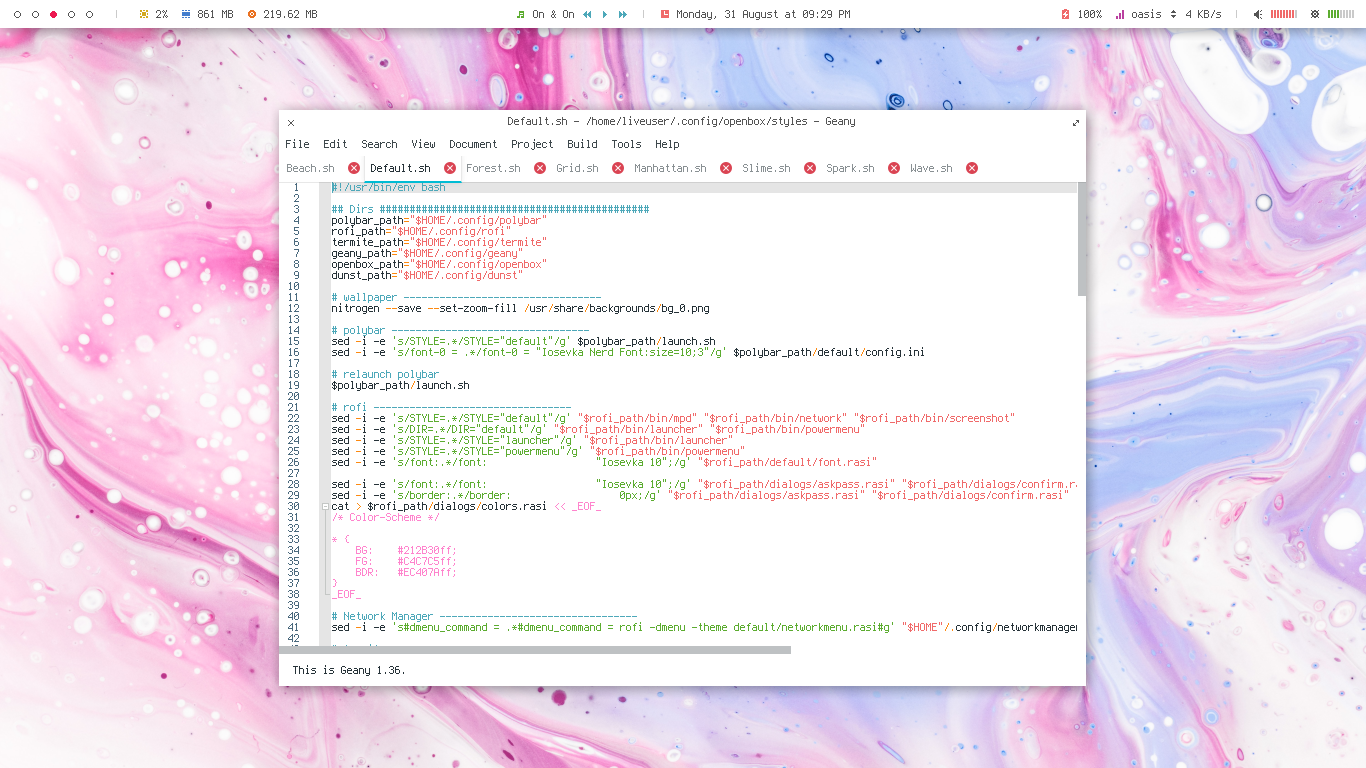 2% 861 MB 219.62 MB On & On Monday, 31 August at 09:29 PM 100% oasis 4 KB/s
Default.sh - /home/liveuser/.config/openbox/styles - Geany
File Edit Search View Document Project Build Tools Help
Beach.sh Default.sh Forest.sh Grid.sh Manhattan.sh Slime.sh Spark.sh Wave.sh
1 #!/usr/bin/env bash
2
3 ## Dirs #############################################
4 polybar_path="$HOME/.config/polybar"
5 rofi_path="$HOME/.config/rofi"
6 termite_path="$HOME/.config/termite"
7 geany_path="$HOME/.config/geany"
8 openbox_path="$HOME/.config/openbox"
9 dunst_path="$HOME/.config/dunst"
10
11 # wallpaper ---------------------------------
12 nitrogen --save --set-zoom-fill /usr/share/backgrounds/bg_0.png
13
14 # polybar ---------------------------------
15 sed -i -e 's/STYLE=.*/STYLE="default"/g' $polybar_path/launch.sh
16 sed -i -e 's/font-0 = .*/font-0 = "Iosevka Nerd Font:size=10;3"/g' $polybar_path/default/config.ini
17
18 # relaunch polybar
19 $polybar_path/launch.sh
20
21 # rofi ---------------------------------
22 sed -i -e 's/STYLE=.*/STYLE="default"/g' "$rofi_path/bin/mpd" "$rofi_path/bin/network" "$rofi_path/bin/screenshot"
23 sed -i -e 's/DIR=.*/DIR="default"/g' "$rofi_path/bin/launcher" "$rofi_path/bin/powermenu"
24 sed -i -e 's/STYLE=.*/STYLE="launcher"/g' "$rofi_path/bin/launcher"
25 sed -i -e 's/STYLE=.*/STYLE="powermenu"/g' "$rofi_path/bin/powermenu"
26 sed -i -e 's/font:.*/font: "Iosevka 10";/g' "$rofi_path/default/font.rasi"
27
28 sed -i -e 's/font:.*/font: "Iosevka 10";/g' "$rofi_path/dialogs/askpass.rasi" "$rofi_path/dialogs/confirm.ra
29 sed -i -e 's/border:.*/border: 0px;/g' "$rofi_path/dialogs/askpass.rasi" "$rofi_path/dialogs/confirm.rasi"
30 cat > $rofi_path/dialogs/colors.rasi << _EOF_
31 /* Color-Scheme */
32
33 * {
34 BG: #212B30ff;
35 FG: #C4C7C5ff;
36 BDR: #EC407Aff;
37 }
38 _EOF_
39
40 # Network Manager ---------------------------------
41 sed -i -e 's#dmenu_command = .*#dmenu_command = rofi -dmenu -theme default/networkmenu.rasi#g' "$HOME"/.config/networkmanager
42
This is Geany 1.36.